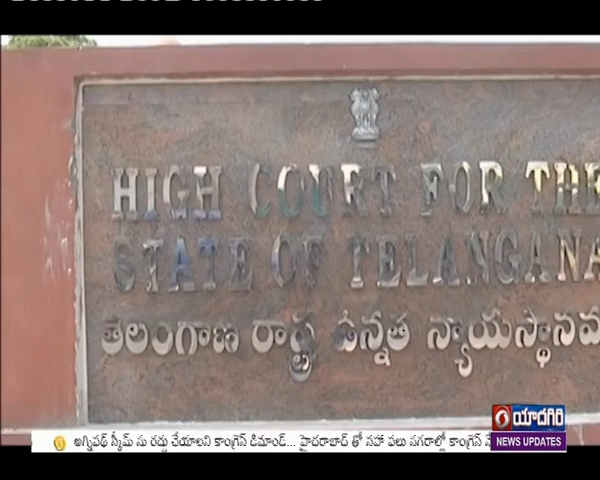 HIGH COURT FOR THE
STATE OF TELANGANA
తెలంగాణ రాష్ట్ర ఉన్నత న్యాయస్థానము
యాదగిరి
అగ్నిపథ్ స్కీమ్ ను రద్దు చేయాలని కాంగ్రెస్ డిమాండ్... హైదరాబాద్ తో సహా పలు నగరాల్లో కాంగ్రెస్
NEWS UPDATES